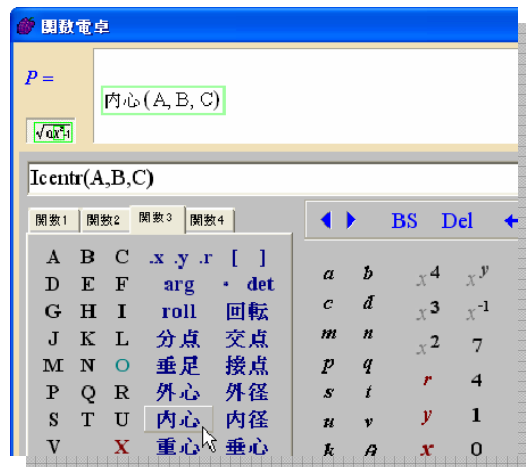 関数電卓
P =
内心(A, B, C)
Icentr(A,B,C)
関数1 関数2 関数3 関数4
BS Del
A B C .x .y .r [ ]
D E F arg ・ det
G H I roll 回転
J K L 分点 交点
M N O 垂足 接点
P Q R 外心 外径
S T U 内心 内径
V X 重心 垂心
a b x4 xy
c d x3 x-1
m n x2 7
p q r 4
s t
u v y 1
k x 0